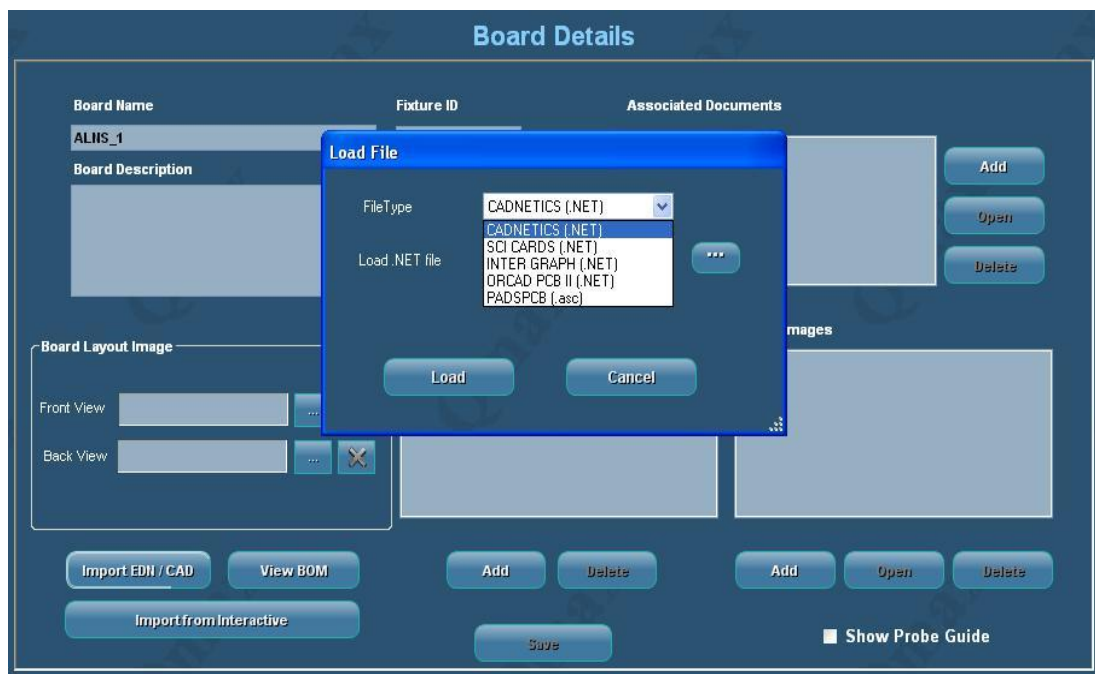 Board Details
Board Name
Fixture ID
Associated Documents
ALNS_1
Board Description
Add
Open
Delete
Load File
FileType
CADNETICS (.NET)
CADNETICS (.NET)
SCI CARDS (.NET)
INTER GRAPH (.NET)
ORCAD PCB II (.NET)
PADSPCB (.asc)
Load .NET file
...
Load
Cancel
mages
Board Layout Image
Front View
...
Back View
...
Import EDN / CAD
View BOM
Add
Delete
Add
Open
Delete
Import from Interactive
Save
Show Probe Guide
Qmax